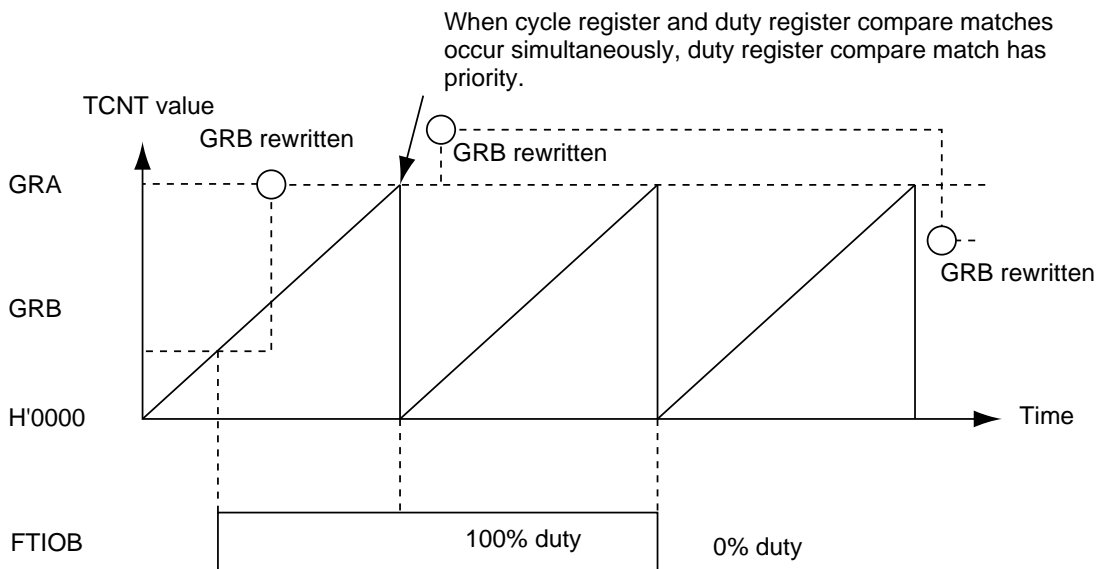 When cycle register and duty register compare matches
occur simultaneously, duty register compare match has
priority.
TCNT value
GRB rewritten
GRB rewritten
GRA
GRB rewritten
GRB
H'0000
Time
FTIOB
100% duty
0% duty